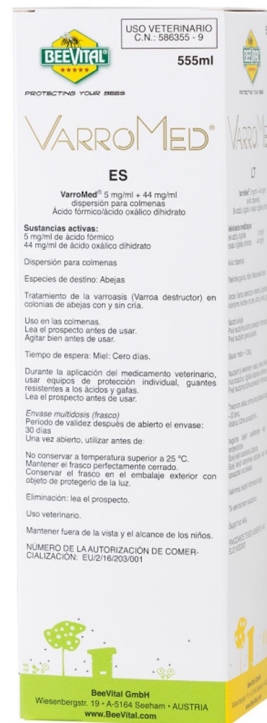 BEEVITAL®
PROTECTING YOUR BEES
USO VETERINARIO
C.N.: 586355 - 9
555ml
VARROMED®
ES
VarroMed® 5 mg/ml + 44 mg/ml
dispersión para colmenas
Ácido fórmico/ácido oxálico dihidrato
Sustancias activas:
5 mg/ml de ácido fórmico
44 mg/ml de ácido oxálico dihidrato
Dispersión para colmenas
Especies de destino: Abejas
Tratamiento de la varroasis (Varroa destructor) en
colonias de abejas con y sin cría.
Uso en las colmenas.
Lea el prospecto antes de usar.
Agitar bien antes de usar.
Tiempo de espera: Miel: Cero días.
Durante la aplicación del medicamento veterinario,
usar equipos de protección individual, guantes
resistentes a los ácidos y gafas.
Lea el prospecto antes de usar.
Envase multidosis (frasco)
Período de validez después de abierto el envase:
30 días
Una vez abierto, utilizar antes de:
No conservar a temperatura superior a 25 ºC.
Mantener el frasco perfectamente cerrado.
Conservar el frasco en el embalaje exterior con
objeto de protegerlo de la luz.
Eliminación: lea el prospecto.
Uso veterinario.
Mantener fuera de la vista y el alcance de los niños.
NÚMERO DE LA AUTORIZACIÓN DE COMER-
CIALIZACIÓN: EU/2/16/203/001
BeeVital GmbH
Wiesenbergstr. 19 • A-5164 Seeham • AUSTRIA
www.BeeVital.com
LT